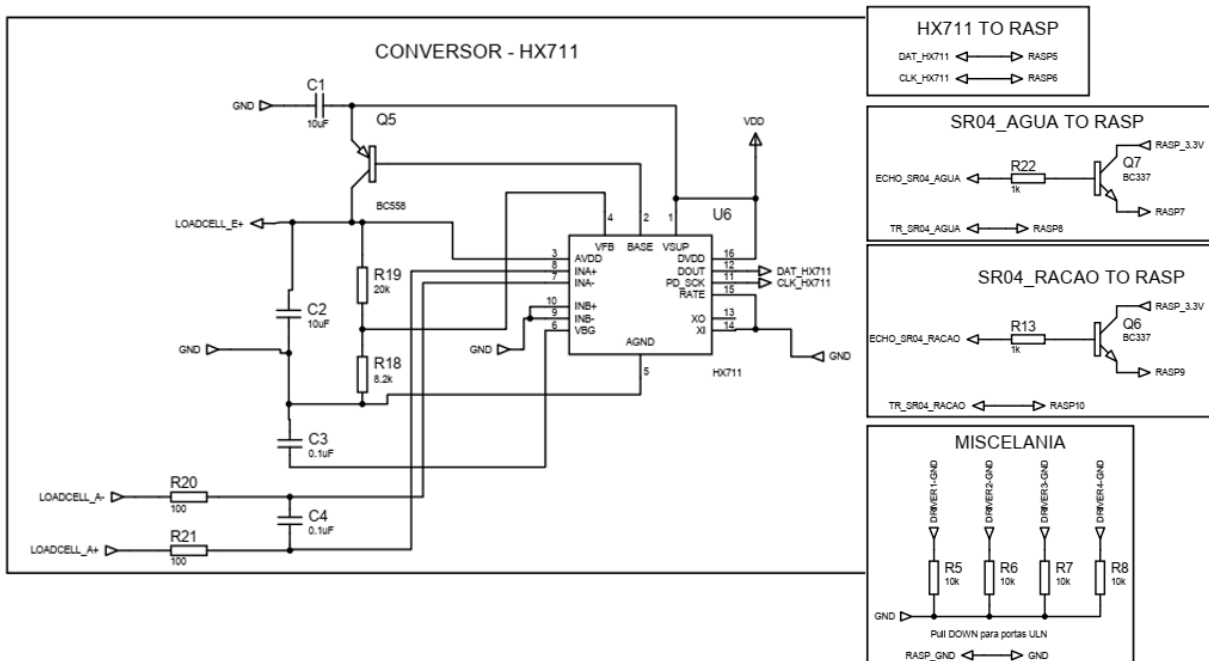 CONVERSOR - HX711
C1
GND
10uF
Q5
BC558
VDD
LOADCELL_E+
4
2
1
U6
VFB
BASE
VSUP
3
AVDD
8
INA+
7
INA-
10
INB+
9
INB-
6
VBG
AGND
5
DVDD
16
DOUT
12
DAT_HX711
PD_SCK
11
CLK_HX711
RATE
15
XO
13
XI
14
GND
HX711
R19
20k
C2
10uF
GND
GND
R18
8.2k
C3
0.1uF
LOADCELL_A-
R20
100
C4
0.1uF
LOADCELL_A+
R21
100
HX711 TO RASP
DAT_HX711 RASP5
CLK_HX711 RASP6
SR04_AGUA TO RASP
RASP_3.3V
R22
Q7
BC337
ECHO_SR04_AGUA
1k
RASP7
TR_SR04_AGUA RASP8
SR04_RACAO TO RASP
RASP_3.3V
R13
Q6
BC337
ECHO_SR04_RACAO
1k
RASP9
TR_SR04_RACAO RASP10
MISCELANIA
DRIVER1-GND
DRIVER2-GND
DRIVER3-GND
DRIVER4-GND
R5
10k
R6
10k
R7
10k
R8
10k
GND
Pull DOWN para portas ULN
RASP_GND GND